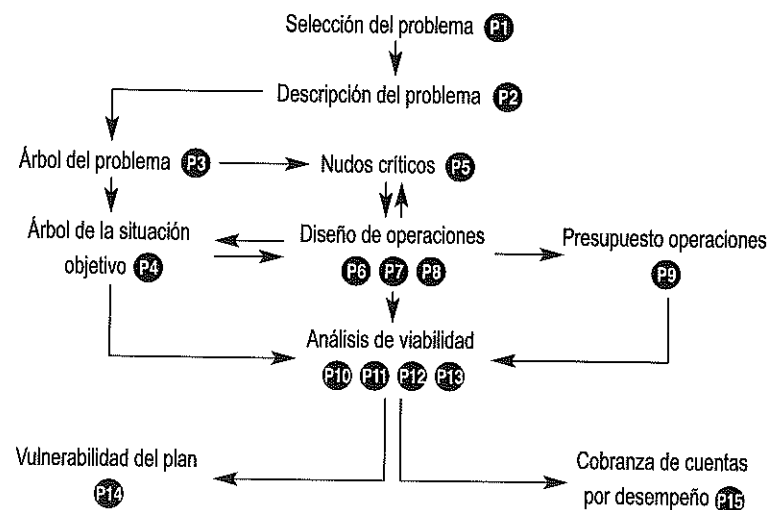 Selección del problema P1
Descripción del problema P2
Árbol del problema P3
Nudos críticos P5
Árbol de la situación
objetivo P4
Diseño de operaciones
P6 P7 P8
Presupuesto operaciones
P9
Análisis de viabilidad
P10 P11 P12 P13
Vulnerabilidad del plan
P14
Cobranza de cuentas
por desempeño P15